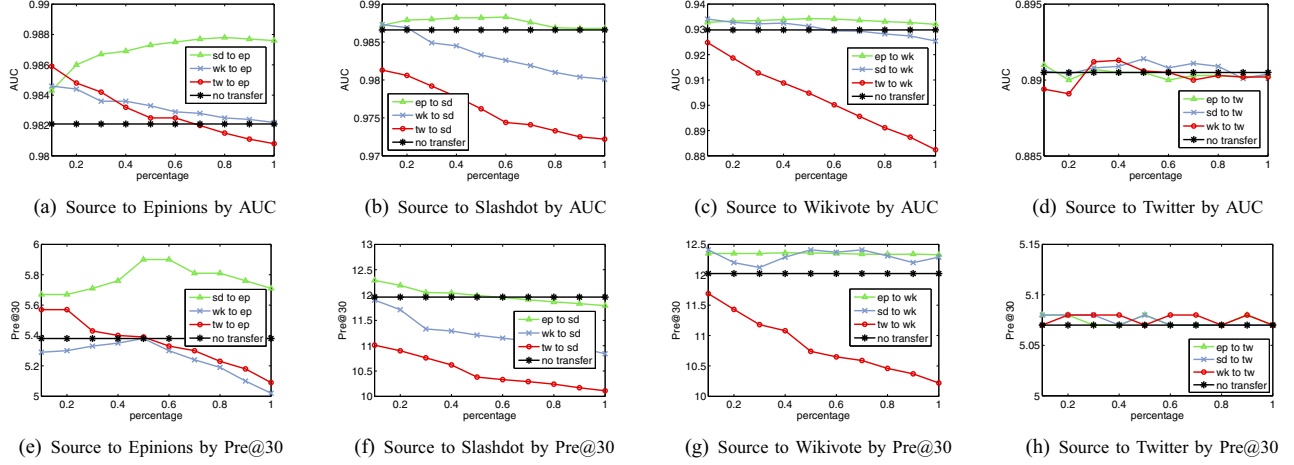 0.99
0.988
0.986
0.984
0.982
0.98
AUC
0.2 0.4 0.6 0.8 1
percentage
sd to ep
wk to ep
tw to ep
no transfer
(a) Source to Epinions by AUC
0.99
0.985
0.98
0.975
0.97
AUC
0.2 0.4 0.6 0.8 1
percentage
ep to sd
wk to sd
tw to sd
no transfer
(b) Source to Slashdot by AUC
0.94
0.93
0.92
0.91
0.9
0.89
0.88
AUC
0.2 0.4 0.6 0.8 1
percentage
ep to wk
sd to wk
tw to wk
no transfer
(c) Source to Wikivote by AUC
0.895
0.89
0.885
AUC
0.2 0.4 0.6 0.8 1
percentage
ep to tw
sd to tw
wk to tw
no transfer
(d) Source to Twitter by AUC
6
5.8
5.6
5.4
5.2
5
Pre@30
0.2 0.4 0.6 0.8 1
percentage
sd to ep
wk to ep
tw to ep
no transfer
(e) Source to Epinions by Pre@30
13
12.5
12
11.5
11
10.5
10
Pre@30
0.2 0.4 0.6 0.8 1
percentage
ep to sd
wk to sd
tw to sd
no transfer
(f) Source to Slashdot by Pre@30
12.5
12
11.5
11
10.5
10
Pre@30
0.2 0.4 0.6 0.8 1
percentage
ep to wk
sd to wk
tw to wk
no transfer
(g) Source to Wikivote by Pre@30
5.15
5.1
5.05
5
Pre@30
0.2 0.4 0.6 0.8 1
percentage
ep to tw
sd to tw
wk to tw
no transfer
(h) Source to Twitter by Pre@30